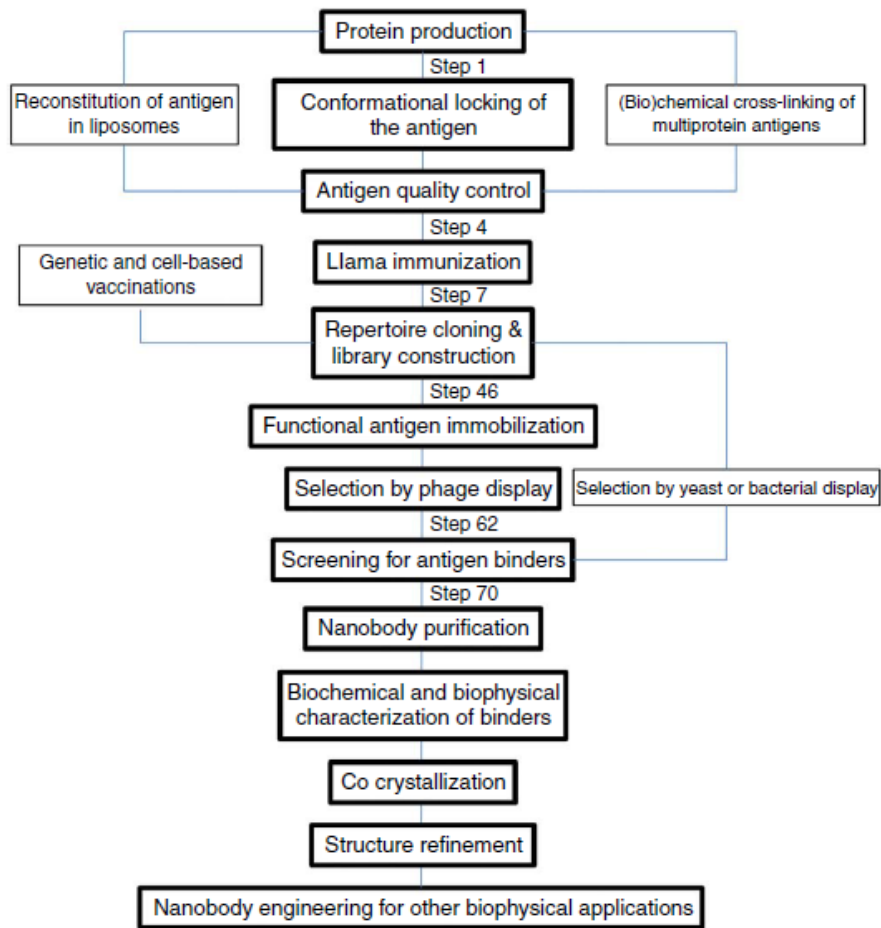 Protein production
Step 1
Reconstitution of antigen
in liposomes
Conformational locking of
the antigen
(Bio)chemical cross-linking of
multiprotein antigens
Antigen quality control
Step 4
Genetic and cell-based
vaccinations
Llama immunization
Step 7
Repertoire cloning &
library construction
Step 46
Functional antigen immobilization
Selection by phage display
Selection by yeast or bacterial display
Step 62
Screening for antigen binders
Step 70
Nanobody purification
Biochemical and biophysical
characterization of binders
Co crystallization
Structure refinement
Nanobody engineering for other biophysical applications